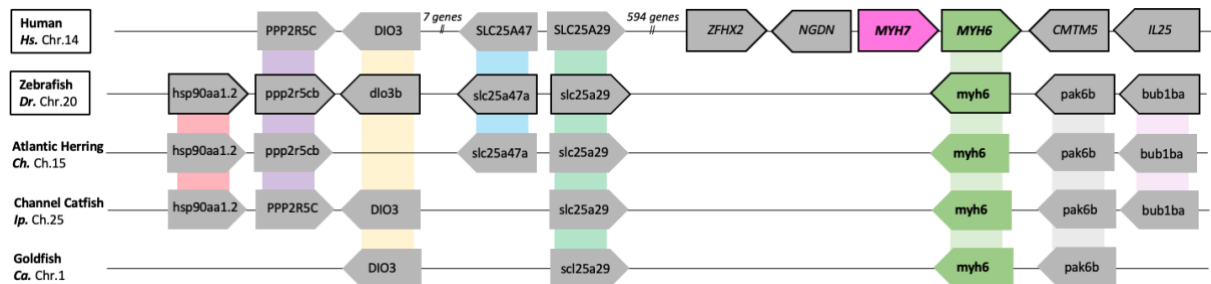 Human
Hs. Chr.14
PPP2R5C
DIO3
7 genes
//
SLC25A47
SLC25A29
594 genes
//
ZFHX2
NGDN
MYH7
MYH6
CMTM5
IL25
Zebrafish
Dr. Chr.20
hsp90aa1.2
ppp2r5cb
dlo3b
slc25a47a
slc25a29
myh6
pak6b
bub1ba
Atlantic Herring
Ch. Ch.15
hsp90aa1.2
ppp2r5cb
slc25a47a
slc25a29
myh6
pak6b
bub1ba
Channel Catfish
Ip. Ch.25
hsp90aa1.2
PPP2R5C
DIO3
slc25a29
myh6
pak6b
bub1ba
Goldfish
Ca. Chr.1
DIO3
scl25a29
myh6
pak6b